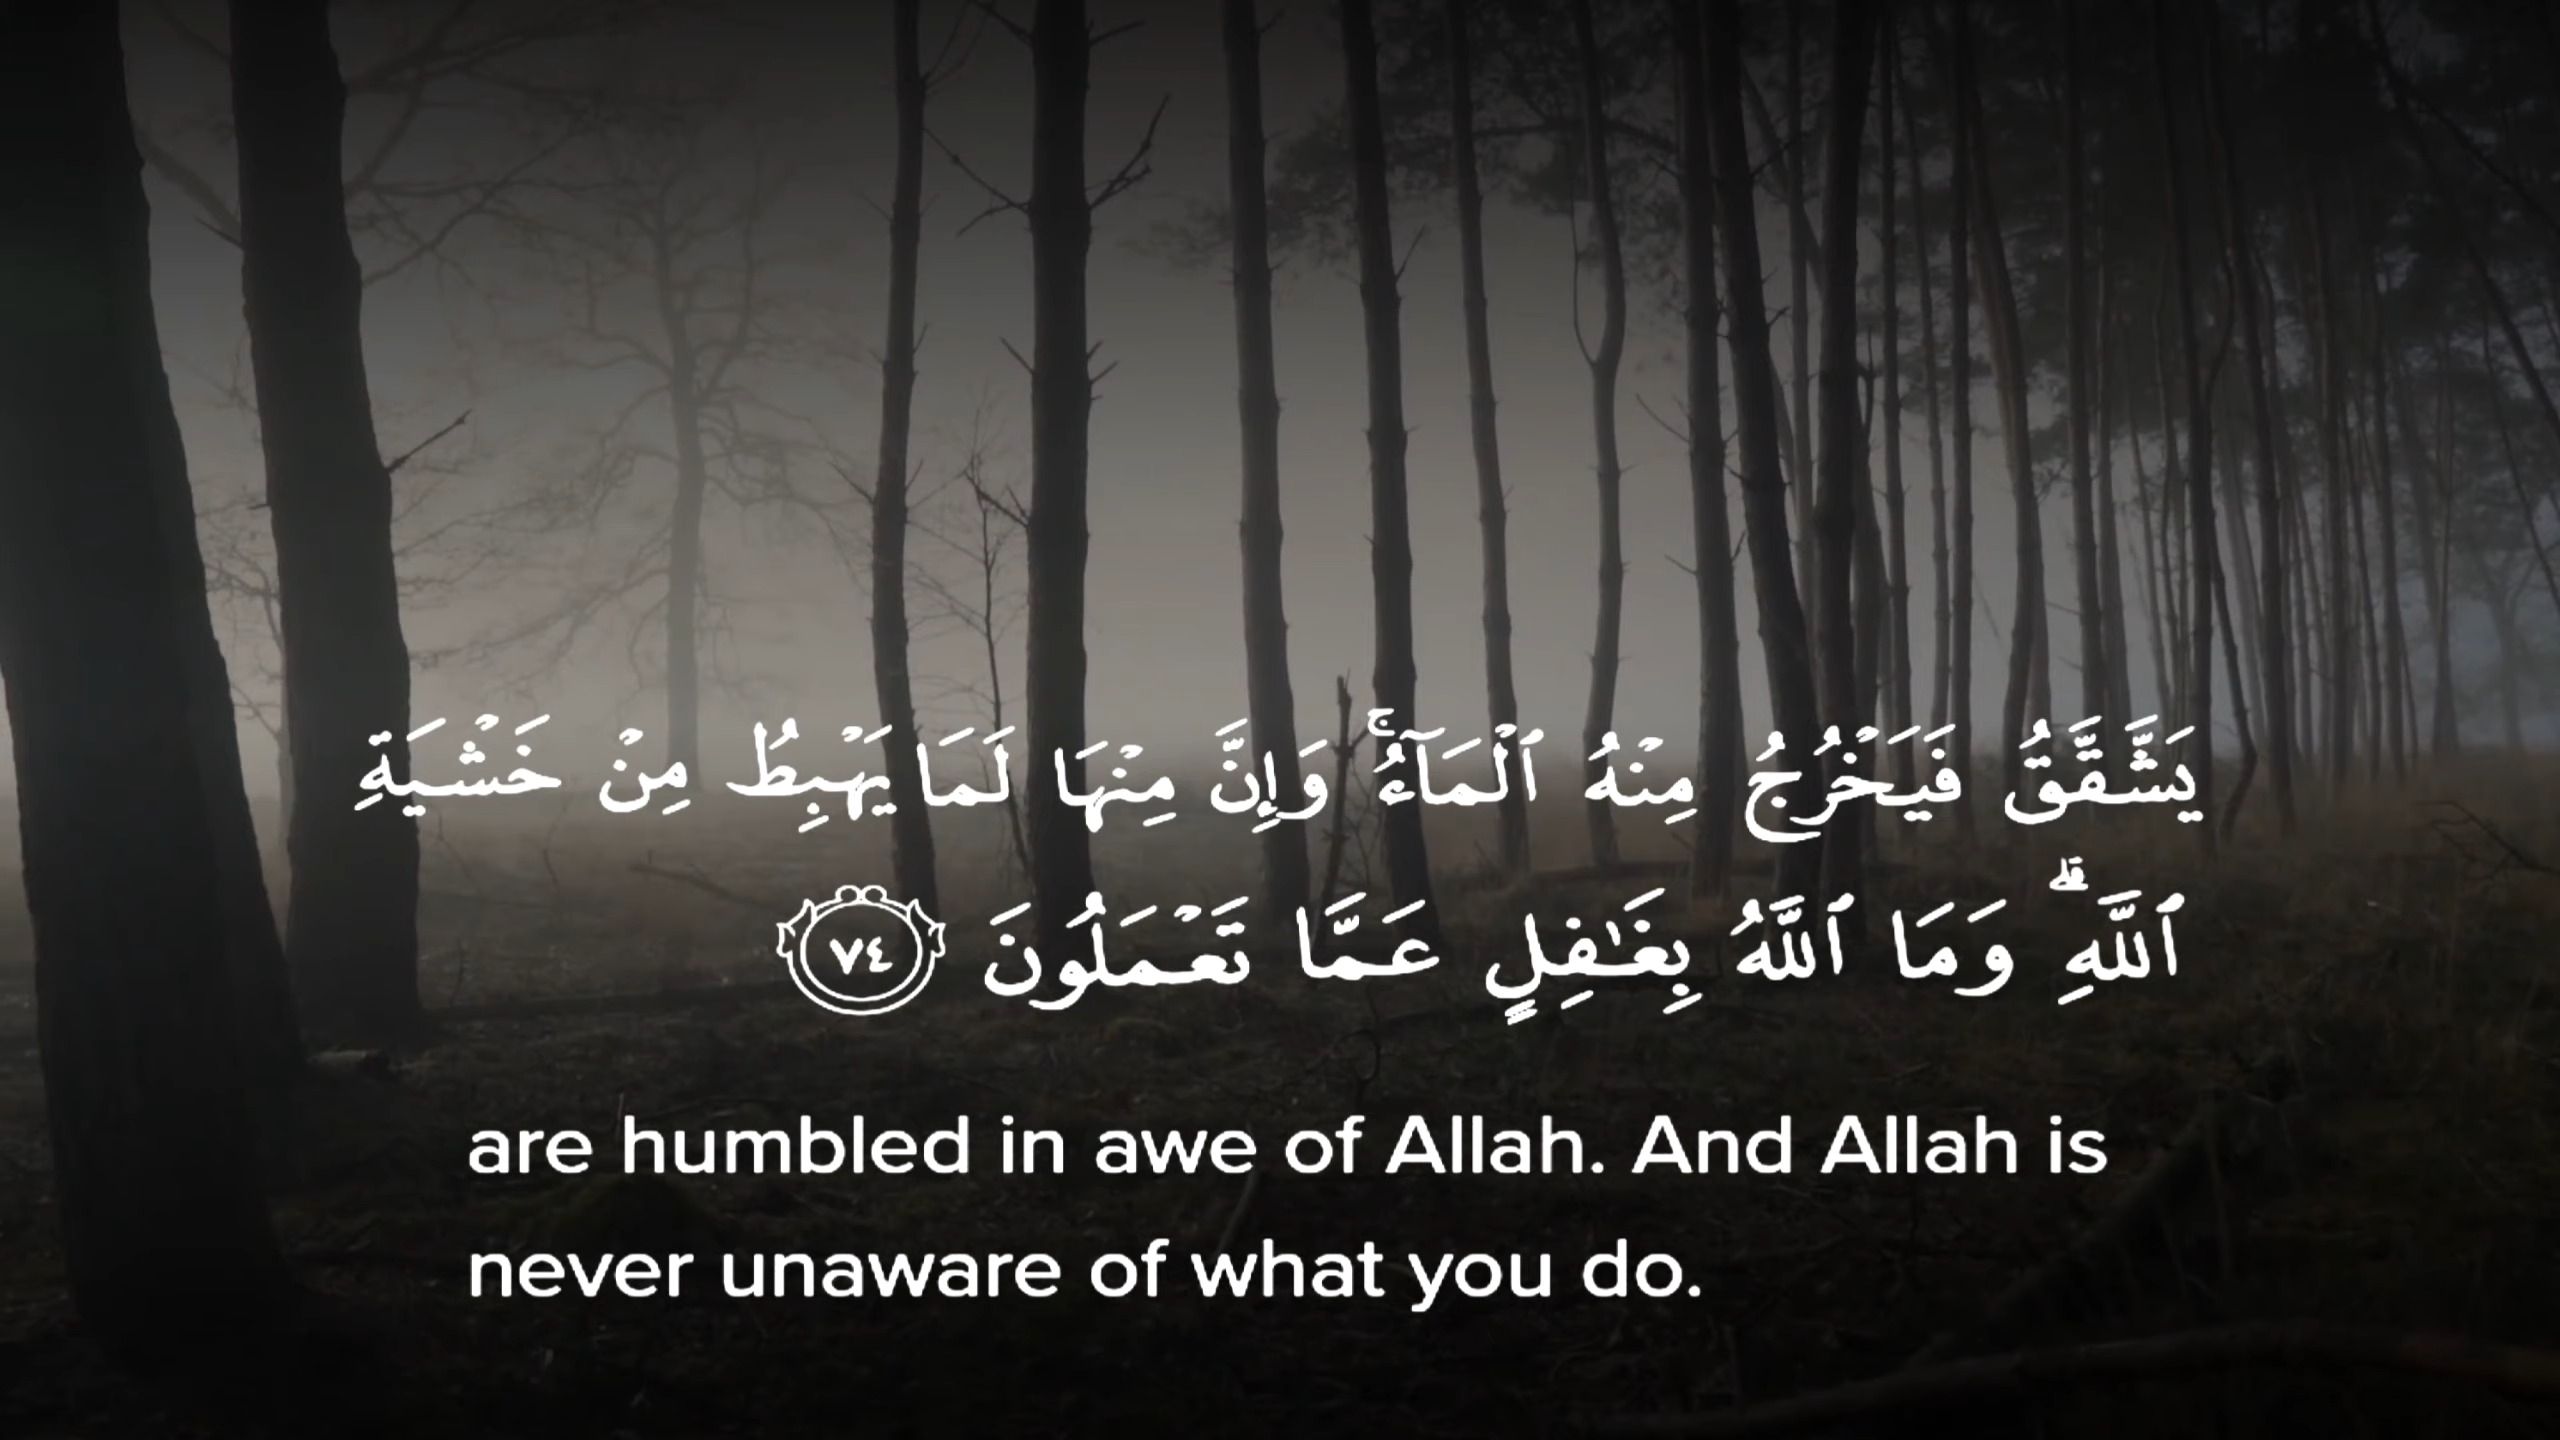 يَشَّقَّقُ فَيَخْرُجُ مِنْهُ ٱلْمَآءُ ۚ وَإِنَّ مِنْهَا لَمَا يَهْبِطُ مِنْ خَشْيَةِ
ٱللَّهِ ۗ وَمَا ٱللَّهُ بِغَـٰفِلٍ عَمَّا تَعْمَلُونَ ٧٤
are humbled in awe of Allah. And Allah is
never unaware of what you do.